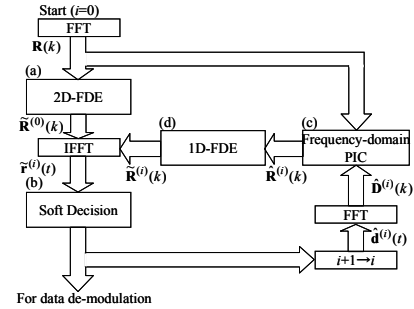 Start (i=0)
FFT
R(k)
(a)
2D-FDE
R̃⁽⁰⁾(k)
(d)
(c)
IFFT
1D-FDE
Frequency-domain
PIC
r̃⁽ⁱ⁾(t)
R̃⁽ⁱ⁾(k)
R̂⁽ⁱ⁾(k)
D̂⁽ⁱ⁾(k)
(b)
Soft Decision
FFT
d̂⁽ⁱ⁾(t)
i+1→i
For data de-modulation